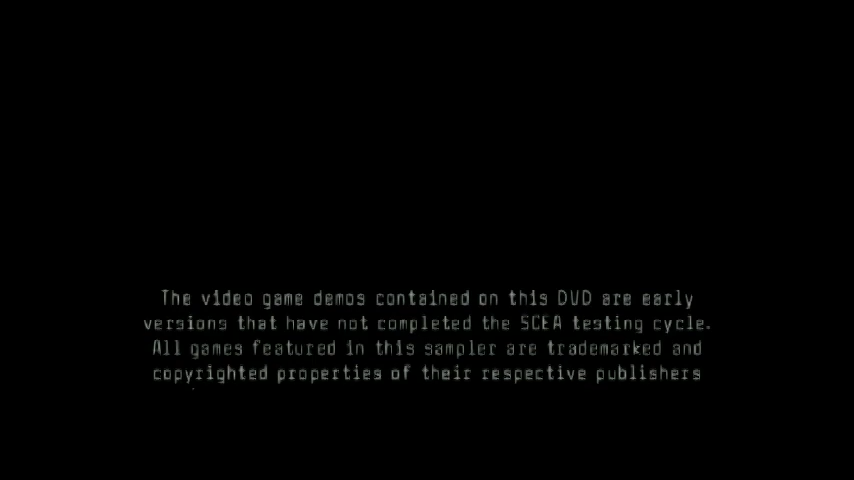 The video game demos contained on this DVD are early
versions that have not completed the SCEA testing cycle.
All games featured in this sampler are trademarked and
copyrighted properties of their respective publishers